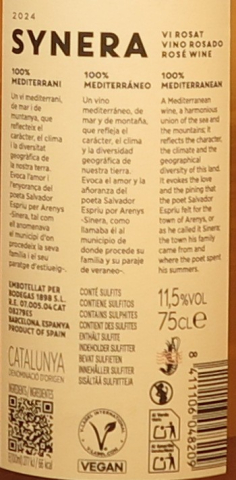 2024
SYNERA
VI ROSAT
VINO ROSADO
ROSÉ WINE
100%
MEDITERRANI
Un vi mediterrani,
de mar i de
muntanya, que
reflecteix el
caràcter, el clima
i la diversitat
geogràfica de
la nostra terra.
Evoca l'amor i
l'enyorança del
poeta Salvador
Espriu per Arenys
-Sinera, tal com
ell anomenava
el municipi d'on
procedeix la seva
família i el seu
paratge d'estiueig-.
100%
MEDITERRÁNEO
Un vino
mediterráneo, de
mar y de montaña,
que refleja el
carácter, el clima
y la diversidad
geográfica de
nuestra tierra.
Evoca el amor y la
añoranza del
poeta Salvador
Espriu por Arenys
-Sinera, como
llamaba él al
municipio de
donde procede su
familia y su paraje
de veraneo-.
100%
MEDITERRANEAN
A Mediterranean
wine, a harmonious
union of the sea and
the mountains; it
reflects the character,
the climate and the
geographical
diversity of this land.
It evokes the love
and the pining that
the poet Salvador
Espriu felt for the
town of Arenys, or
as he called it Sinera;
the town his family
came from and
where the poet spent
his summers.
EMBOTELLAT PER
BODEGAS 1898 S.L.
R.E. 07.005.04.CAT
08279ES
BARCELONA. ESPANYA
PRODUCT OF SPAIN
CATALUNYA
DENOMINACIÓ D'ORIGEN
INGREDIENTS / INGREDIENTES
CONTÉ SULFITS
CONTIENE SULFITOS
CONTAINS SULPHITES
CONTENT DES SULFITES
ENTHÄLT SULFITE
INDEHOLDER SULFITTER
BEVAT SULFIETEN
INNEHÅLLER SULFITER
SISÄLTÄÄ SULFIITTEJA
V-LABEL INTERNATIONAL
VEGAN
11,5%VOL
75CLe
8 411106 048209